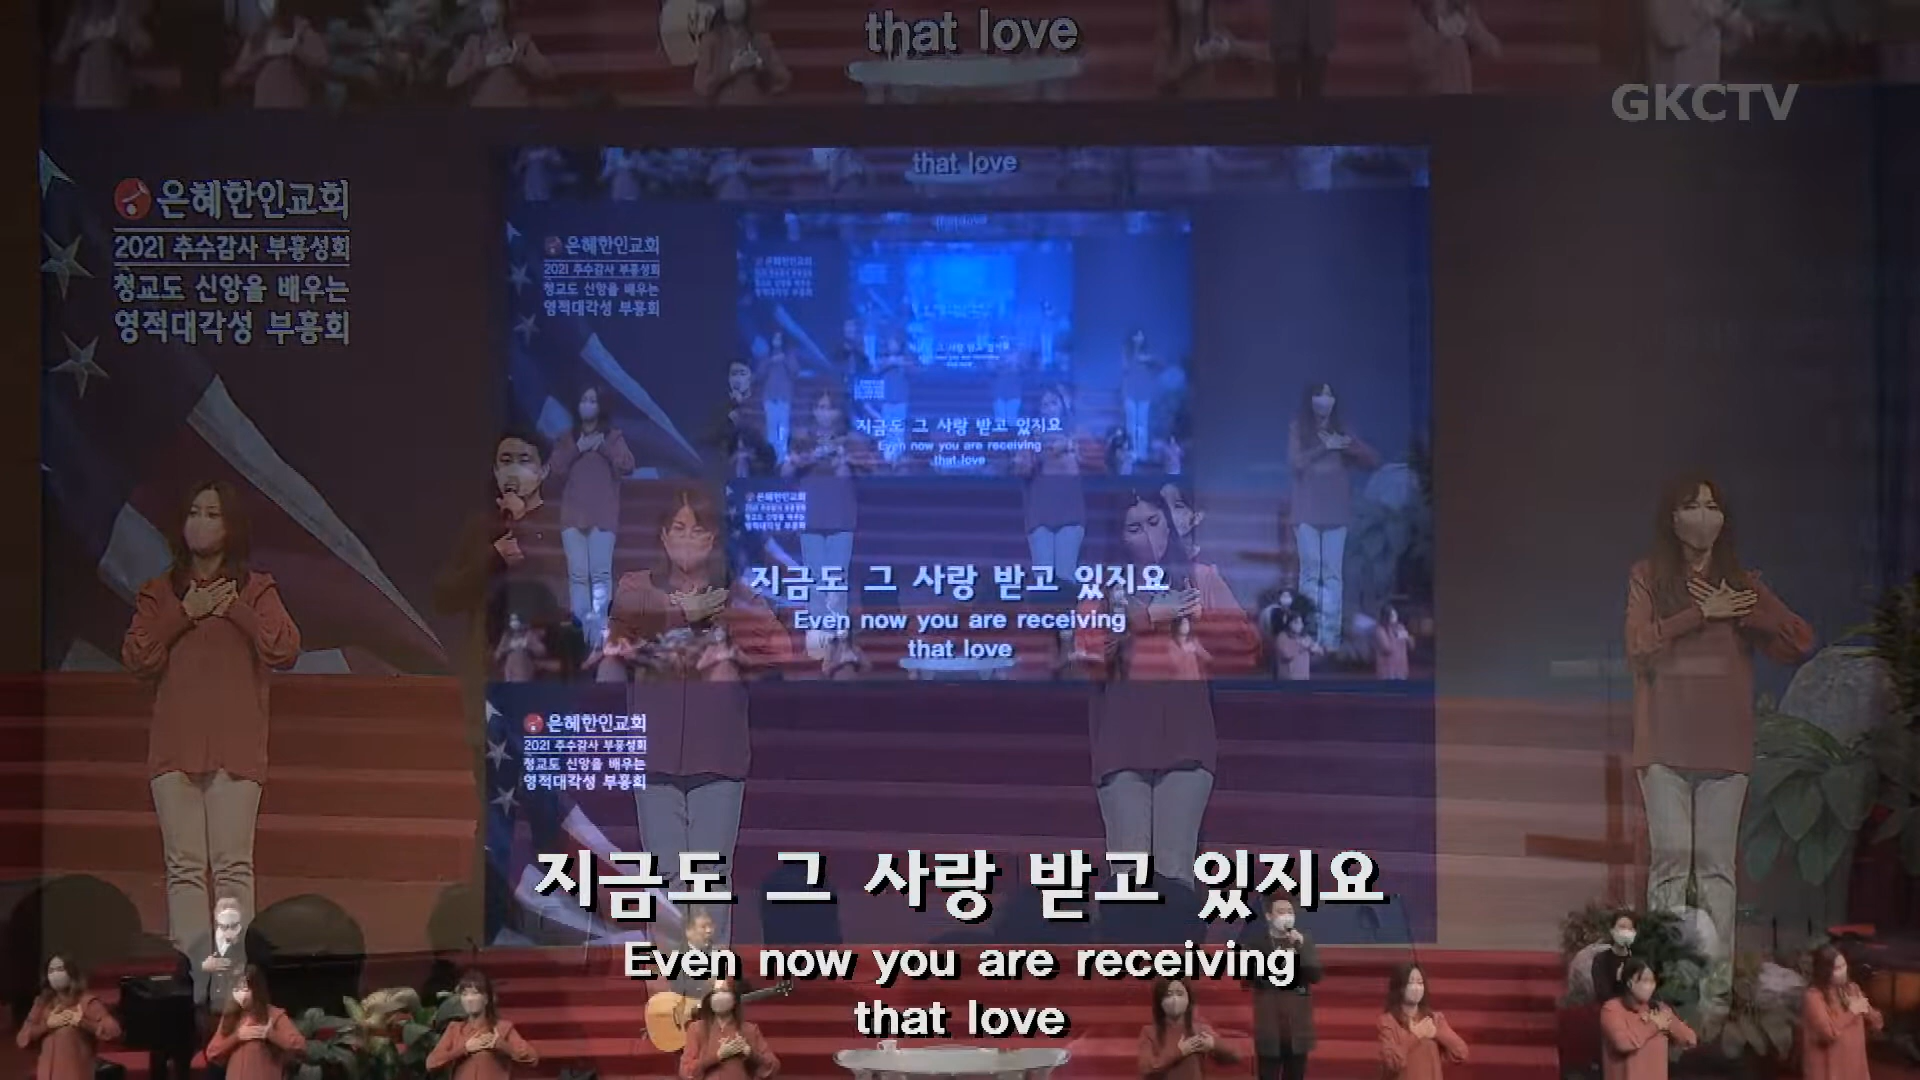 that love
GKCTV
은혜한인교회
2021 추수감사 부흥성회
청교도 신앙을 배우는
영적대각성 부흥회
that love
은혜한인교회
2021 추수감사 부흥성회
청교도 신앙을 배우는
영적대각성 부흥회
지금도 그 사랑 받고 있지요
Even now you are receiving
that love
은혜한인교회
지금도 그 사랑 받고 있지요
Even now you are receiving
that love
은혜한인교회
2021 추수감사 부흥성회
청교도 신앙을 배우는
영적대각성 부흥회
지금도 그 사랑 받고 있지요
Even now you are receiving
that love